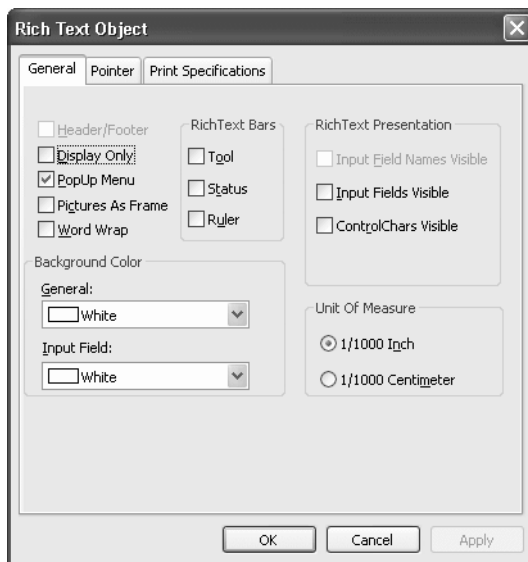 Rich Text Object
General Pointer Print Specifications
Header/Footer
Display Only
PopUp Menu
Pictures As Frame
Word Wrap
RichText Bars
Tool
Status
Ruler
RichText Presentation
Input Field Names Visible
Input Fields Visible
ControlChars Visible
Background Color
General:
White
Input Field:
White
Unit Of Measure
1/1000 Inch
1/1000 Centimeter
OK Cancel Apply